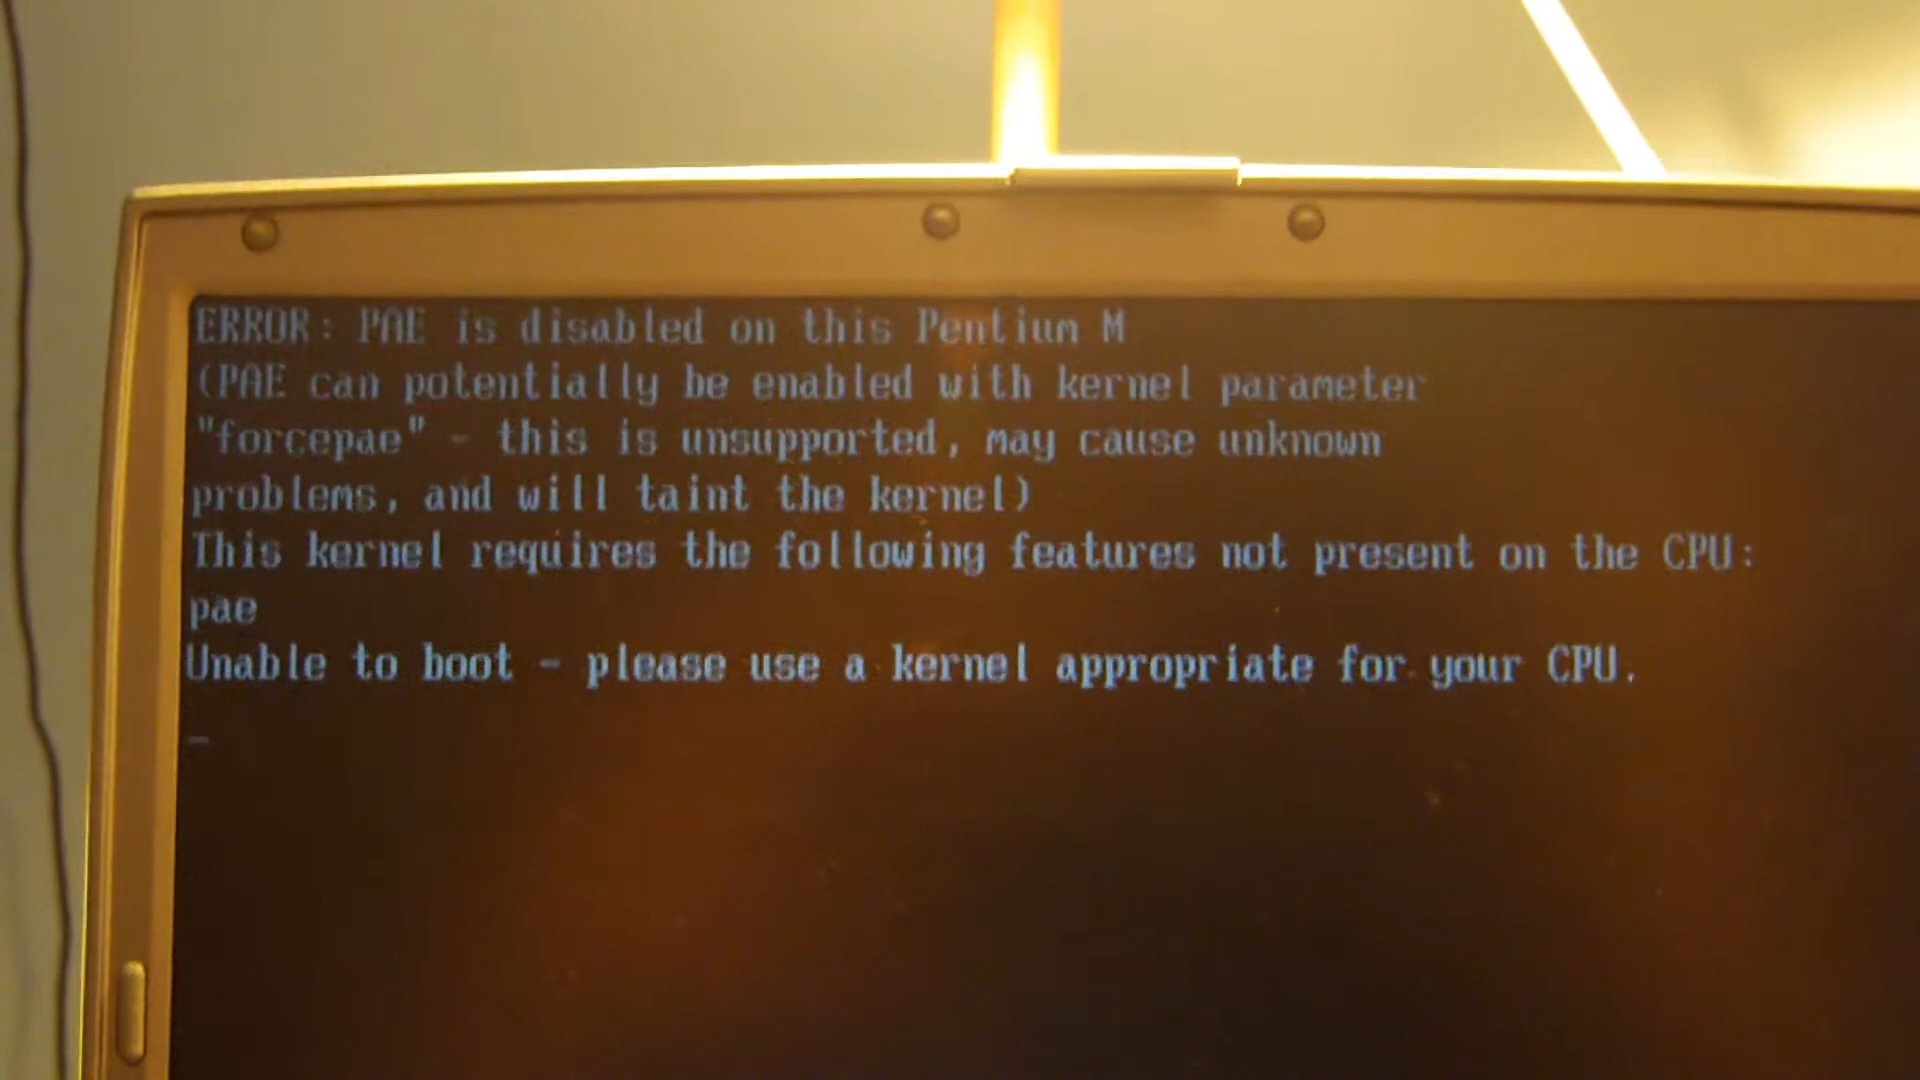 ERROR: PAE is disabled on this Pentium M
(PAE can potentially be enabled with kernel parameter
"forcepae" - this is unsupported, may cause unknown
problems, and will taint the kernel)
This kernel requires the following features not present on the CPU:
pae
Unable to boot - please use a kernel appropriate for your CPU.
_